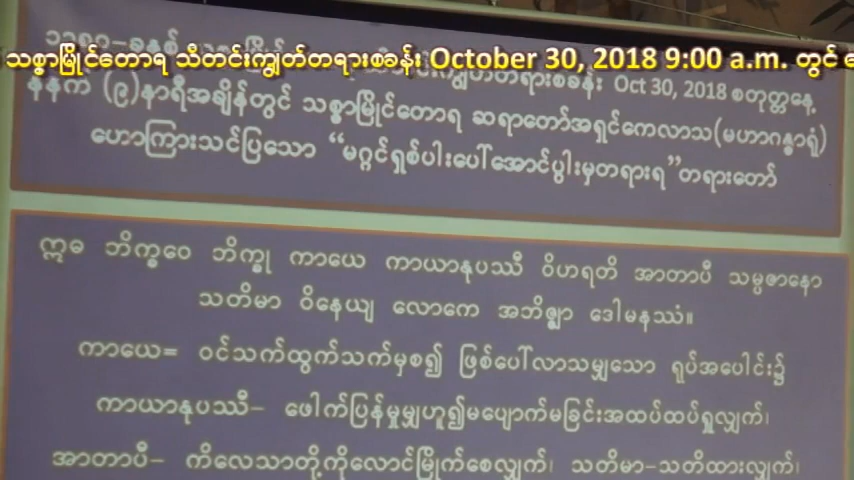 သစ္စာမြိုင်တောရ သီတင်းကျွတ်တရားစခန်း October 30, 2018 9:00 a.m. တွင်
Oct 30, 2018 စတုတ္ထနေ့
နံနက် (၉)နာရီအချိန်တွင် သစ္စာမြိုင်တောရ ဆရာတော်အရှင်ကေလာသ(မဟာဂန္ဓာရုံ)
ဟောကြားသင်ပြသော “မဂ္ဂင်ရှစ်ပါးပေါ်အောင်ပွါးမှတရားရ”တရားတော်
ဣဓ ဘိက္ခဝေ ဘိက္ခု ကာယေ ကာယာနုပဿီ ဝိဟရတိ အာတာပီ သမ္ပဇာနော
သတိမာ ဝိနေယျ လောကေ အဘိဇ္ဈာ ဒေါမနဿံ။
ကာယေ= ဝင်သက်ထွက်သက်မှစ၍ ဖြစ်ပေါ်လာသမျှသော ရုပ်အပေါင်း၌
ကာယာနုပဿီ– ဖေါက်ပြန်မှုမျှဟူ၍မပျောက်မခြင်းအထပ်ထပ်ရှုလျှက်၊
အာတာပီ– ကိလေသာတို့ကိုလောင်မြိုက်စေလျှက်၊ သတိမာ–သတိထားလျှက်၊